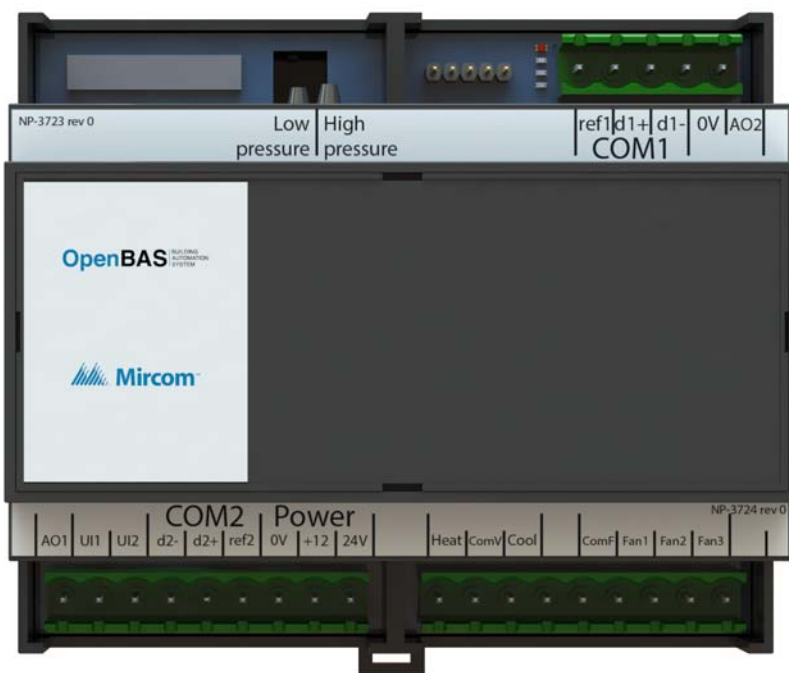 NP-3723 rev 0
Low High
pressure pressure
ref1 d1+ d1- 0V AO2
COM1
OpenBAS BUILDING
AUTOMATION
SYSTEM
Mircom™
NP-3724 rev 0
COM2 Power
AO1 UI1 UI2 d2- d2+ ref2 0V +12 24V Heat ComV Cool ComF Fan1 Fan2 Fan3